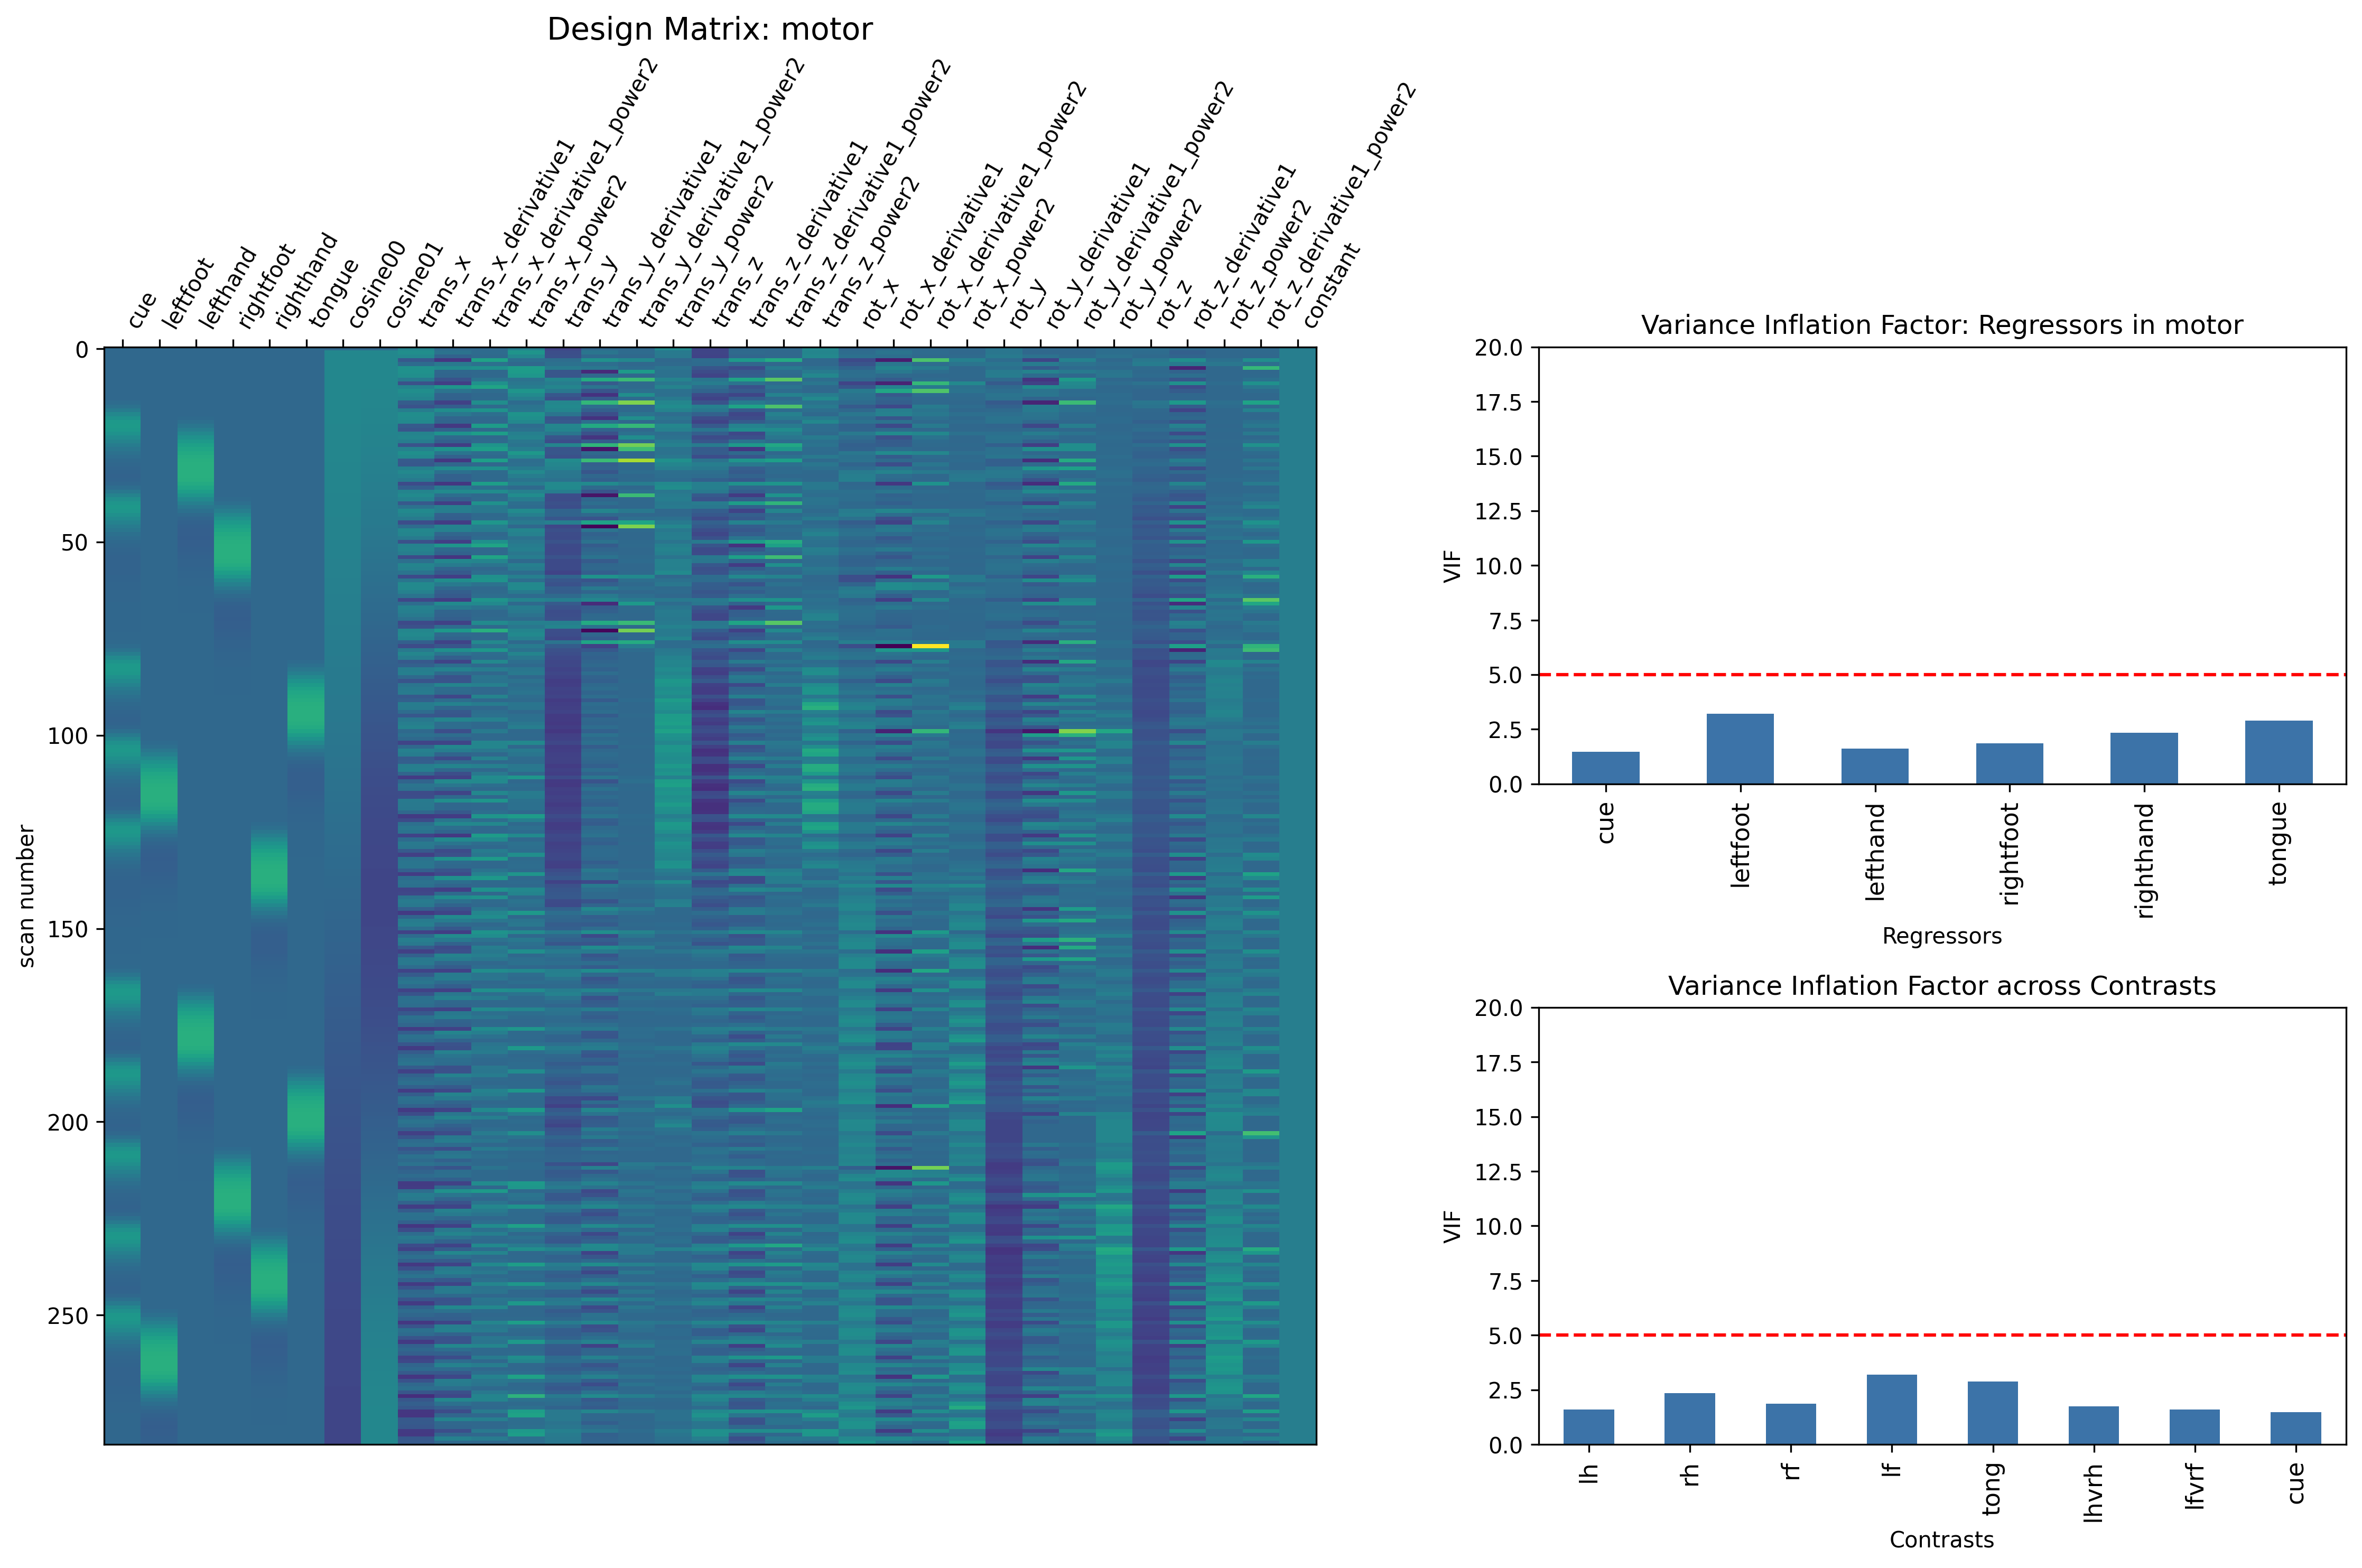 Design Matrix: motor
cue
leftfoot
lefthand
rightfoot
righthand
tongue
cosine00
cosine01
trans_x
trans_x_derivative1
trans_x_derivative1_power2
trans_x_power2
trans_y
trans_y_derivative1
trans_y_derivative1_power2
trans_y_power2
trans_z
trans_z_derivative1
trans_z_derivative1_power2
trans_z_power2
rot_x
rot_x_derivative1
rot_x_derivative1_power2
rot_x_power2
rot_y
rot_y_derivative1
rot_y_derivative1_power2
rot_y_power2
rot_z
rot_z_derivative1
rot_z_power2
rot_z_derivative1_power2
constant
scan number
0
50
100
150
200
250
Variance Inflation Factor: Regressors in motor
VIF
20.0
17.5
15.0
12.5
10.0
7.5
5.0
2.5
0.0
cue
leftfoot
lefthand
rightfoot
righthand
tongue
Regressors
Variance Inflation Factor across Contrasts
VIF
20.0
17.5
15.0
12.5
10.0
7.5
5.0
2.5
0.0
lh
rh
rf
lf
tong
lhvrh
lfvrf
cue
Contrasts